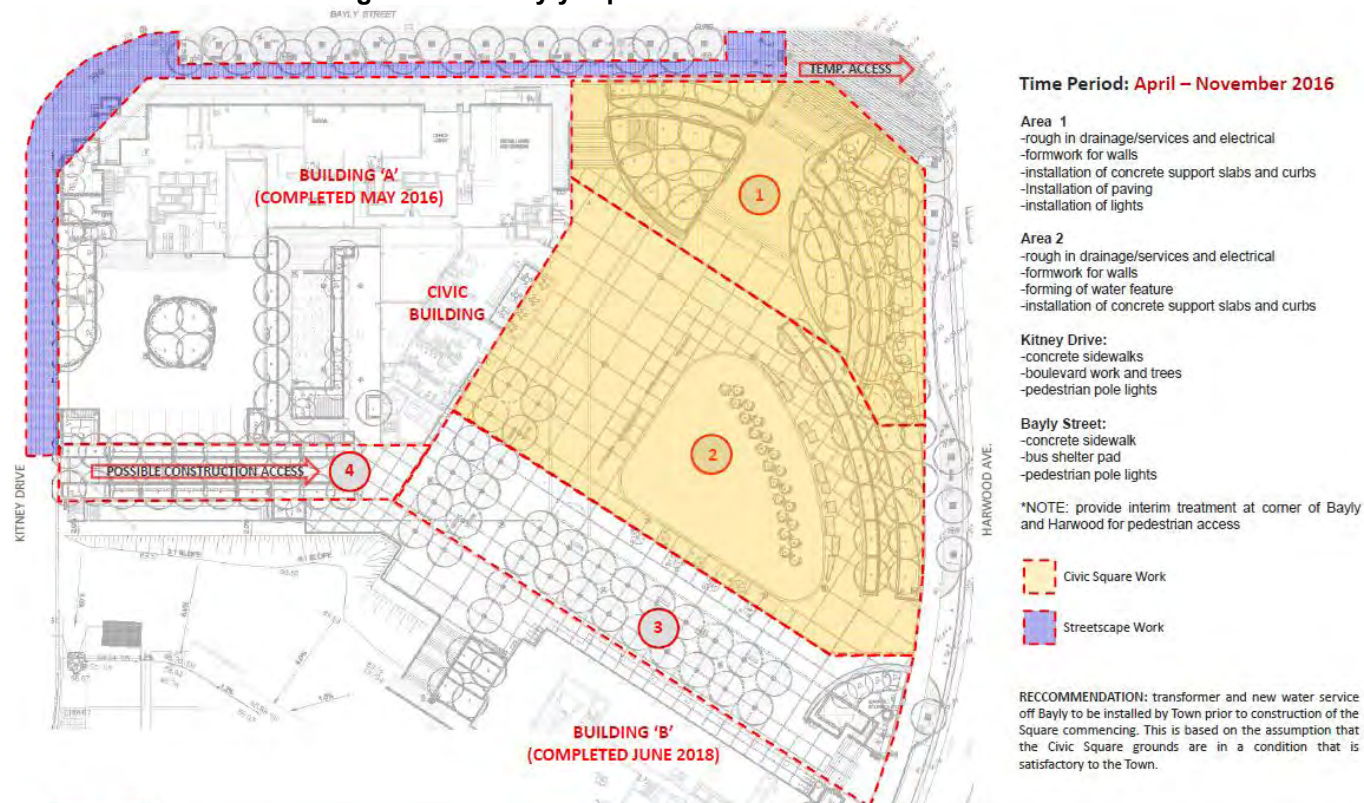 BAYLY STREET
TEMP. ACCESS
BUILDING 'A'
(COMPLETED MAY 2016)
1
CIVIC
BUILDING
2
POSSIBLE CONSTRUCTION ACCESS
4
KITNEY DRIVE
HARWOOD AVE.
3:1 SLOPE
3
BUILDING 'B'
(COMPLETED JUNE 2018)
Time Period: April – November 2016
Area 1
-rough in drainage/services and electrical
-formwork for walls
-installation of concrete support slabs and curbs
-Installation of paving
-installation of lights
Area 2
-rough in drainage/services and electrical
-formwork for walls
-forming of water feature
-installation of concrete support slabs and curbs
Kitney Drive:
-concrete sidewalks
-boulevard work and trees
-pedestrian pole lights
Bayly Street:
-concrete sidewalk
-bus shelter pad
-pedestrian pole lights
*NOTE: provide interim treatment at corner of Bayly
and Harwood for pedestrian access
Civic Square Work
Streetscape Work
RECCOMMENDATION: transformer and new water service
off Bayly to be installed by Town prior to construction of the
Square commencing. This is based on the assumption that
the Civic Square grounds are in a condition that is
satisfactory to the Town.